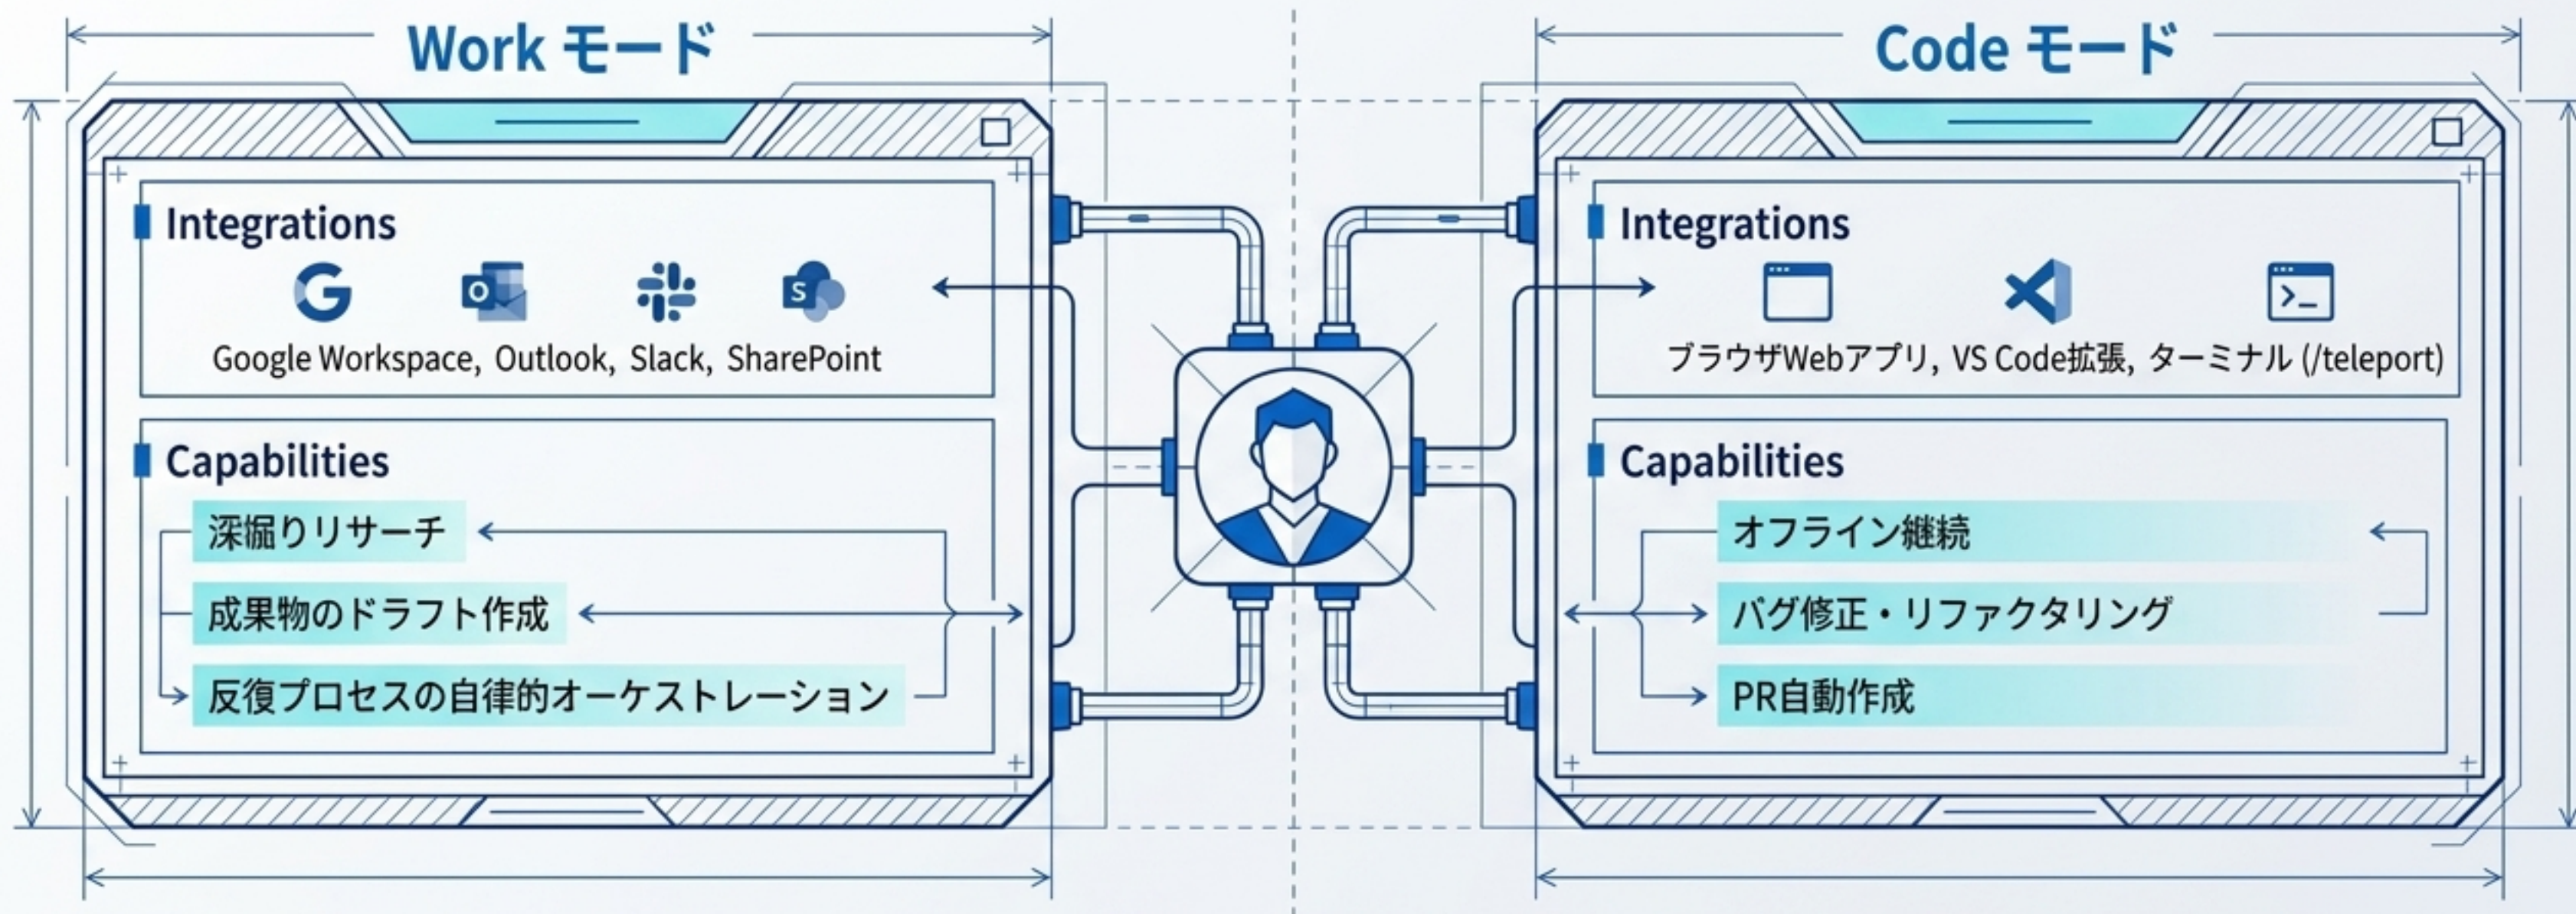 Work モード
Integrations
Google Workspace, Outlook, Slack, SharePoint
Capabilities
深掘りリサーチ
成果物のドラフト作成
反復プロセスの自律的オーケストレーション
Code モード
Integrations
ブラウザWebアプリ, VS Code拡張, ターミナル (/teleport)
Capabilities
オフライン継続
バグ修正・リファクタリング
PR自動作成